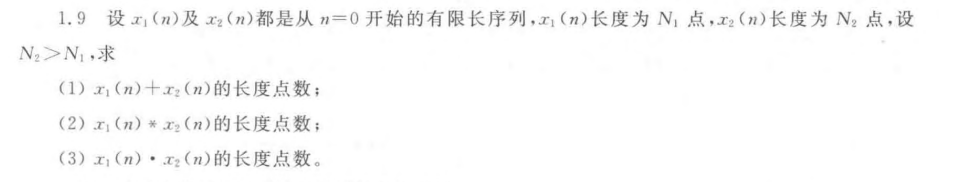 1.9 设 x₁(n)及 x₂(n)都是从 n=0 开始的有限长序列,x₁(n)长度为 N₁ 点,x₂(n)长度为 N₂ 点,设
N₂>N₁,求
(1) x₁(n)+x₂(n)的长度点数;
(2) x₁(n) * x₂(n)的长度点数;
(3) x₁(n)·x₂(n)的长度点数。